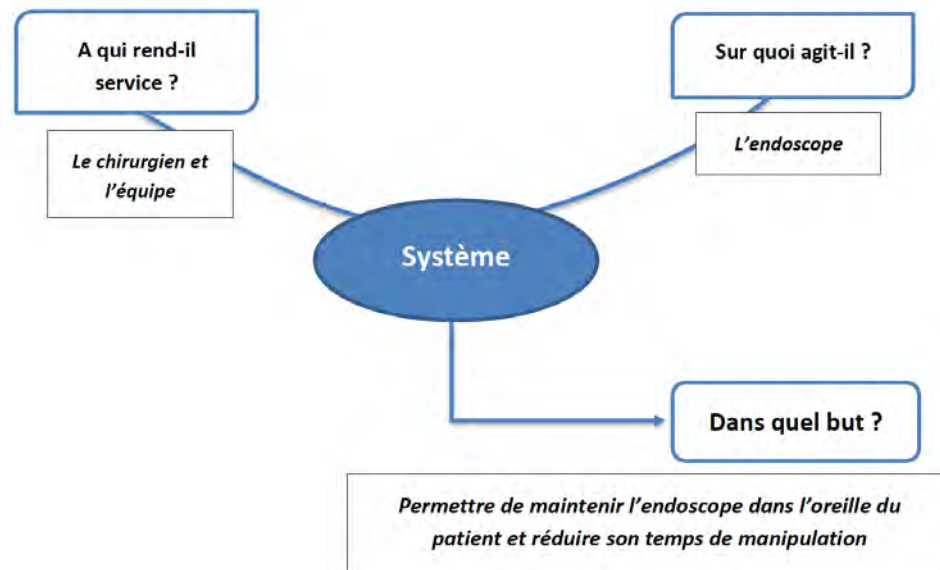 A qui rend-il
service ?
Sur quoi agit-il ?
Le chirurgien et
l'équipe
L'endoscope
Système
Dans quel but ?
Permettre de maintenir l'endoscope dans l'oreille du
patient et réduire son temps de manipulation